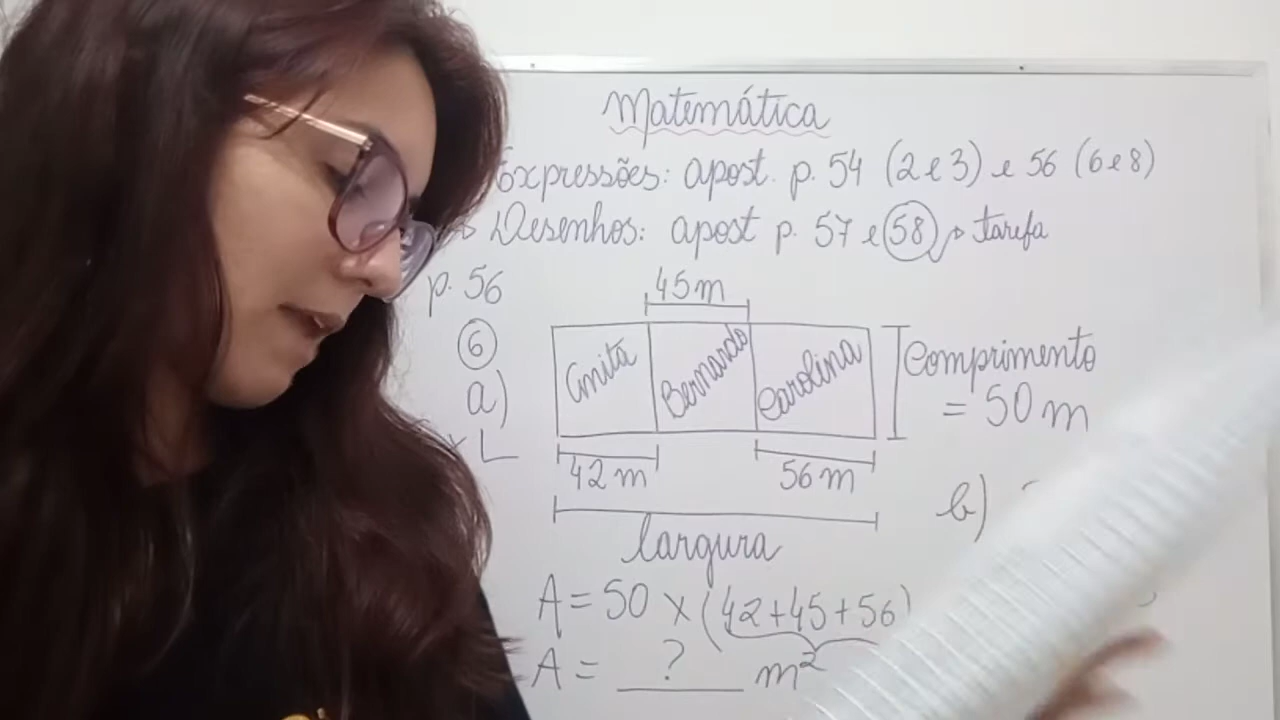 Matemática
Expressões: apost. p. 54 (2 e 3) e 56 (6 e 8)
Desenhos: apost p. 57 e 58 tarefa
p. 56
45 m
6
a)
Anita
Bernardo
Carolina
Comprimento
= 50 m
x L
42 m
56 m
b)
largura
A = 50 x (42+45+56)
A = ? m²